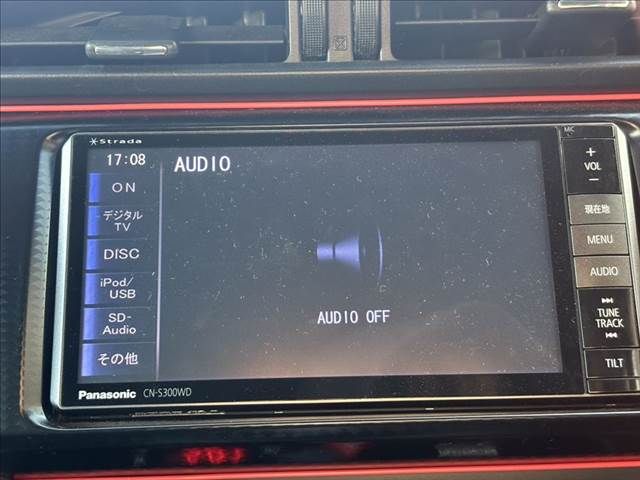 Strada
MIC
17:08
AUDIO
ON
デジタル
TV
DISC
iPod/
USB
SD-
Audio
その他
AUDIO OFF
+
VOL
−
現在地
MENU
AUDIO
TUNE
TRACK
TILT
Panasonic CN-S300WD